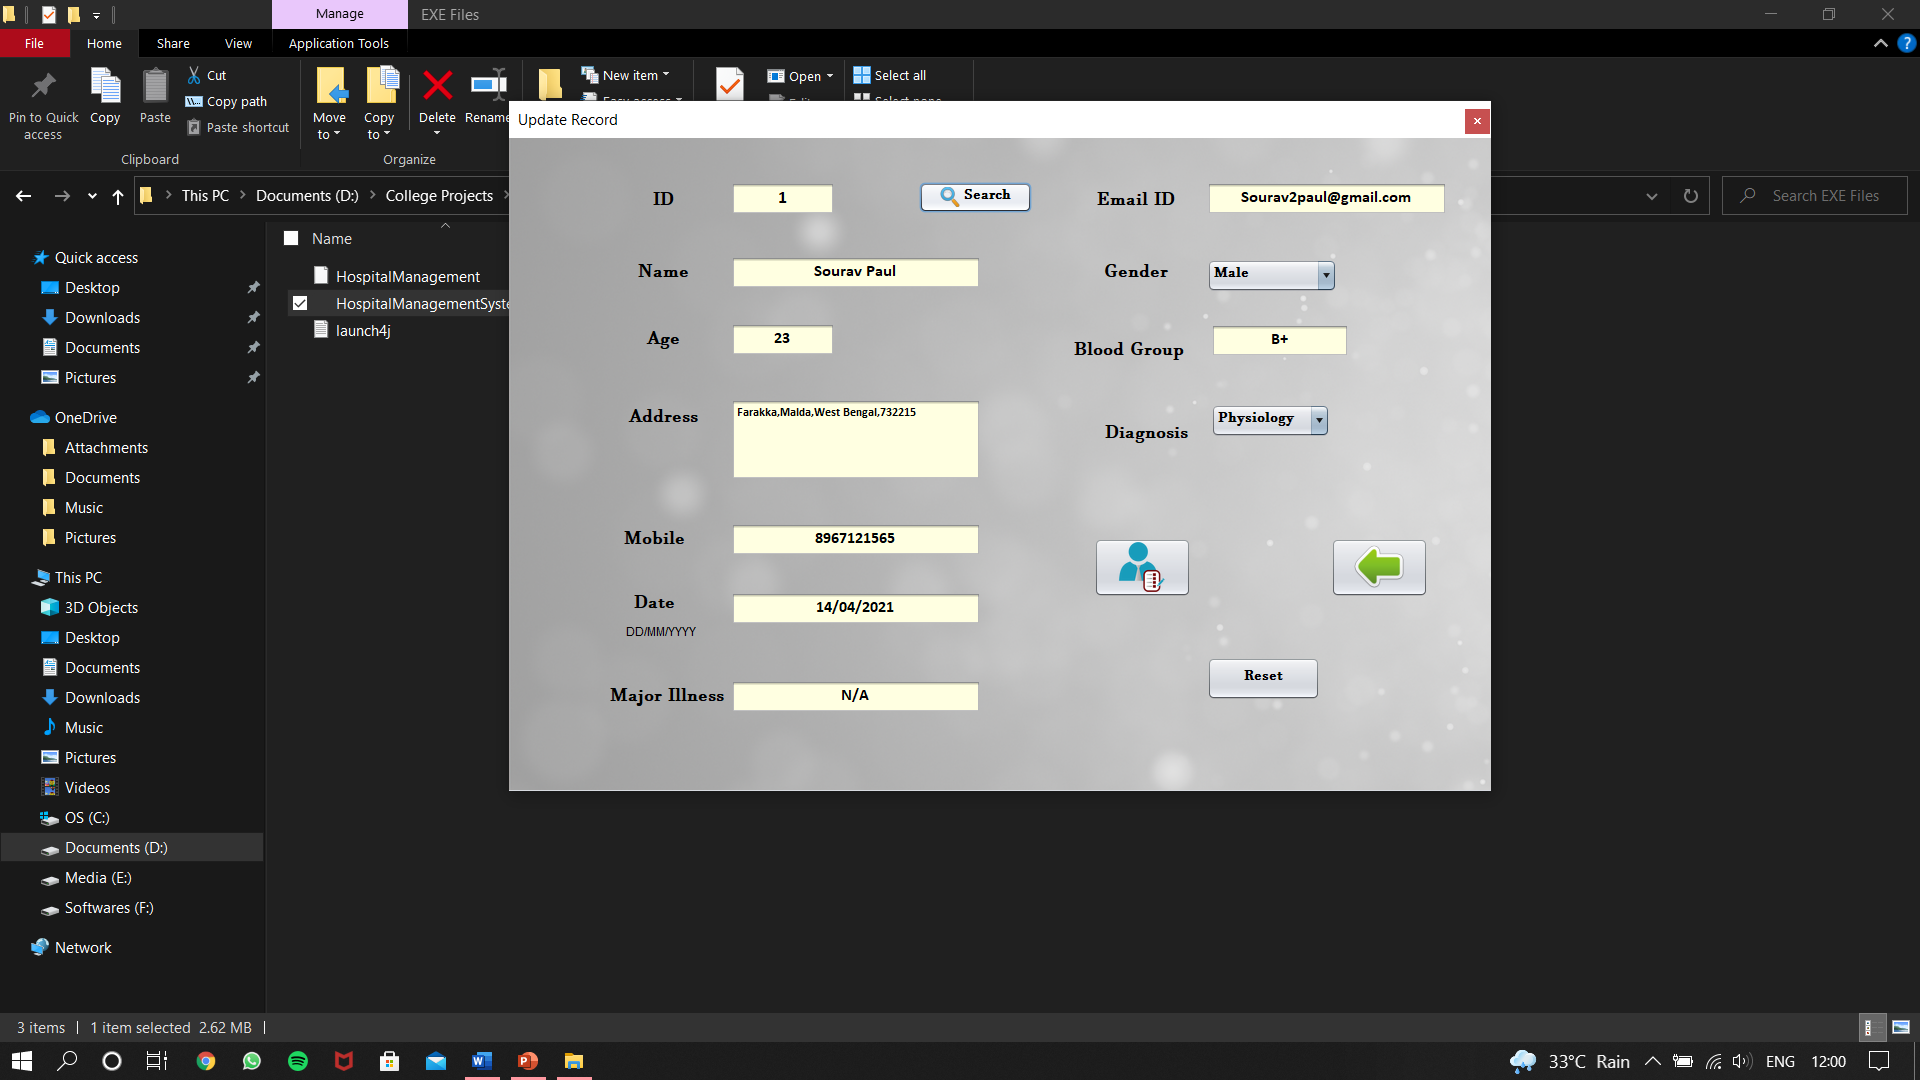 Manage
EXE Files
File
Home
Share
View
Application Tools
Pin to Quick access
Copy
Paste
Cut
Copy path
Paste shortcut
Move to
Copy to
Delete
Rename
New item
Easy access
Open
Edit
Select all
Select none
Clipboard
Organize
This PC
Documents (D:)
College Projects
Search EXE Files
Quick access
Desktop
Downloads
Documents
Pictures
OneDrive
Attachments
Documents
Music
Pictures
This PC
3D Objects
Desktop
Documents
Downloads
Music
Pictures
Videos
OS (C:)
Documents (D:)
Media (E:)
Softwares (F:)
Network
Name
HospitalManagement
HospitalManagementSyste
launch4j
Update Record
ID
1
Search
Email ID
Sourav2paul@gmail.com
Name
Sourav Paul
Gender
Male
Age
23
Blood Group
B+
Address
Farakka,Malda,West Bengal,732215
Diagnosis
Physiology
Mobile
8967121565
Date
DD/MM/YYYY
14/04/2021
Major Illness
N/A
Reset
3 items
1 item selected 2.62 MB
33°C Rain
ENG
12:00